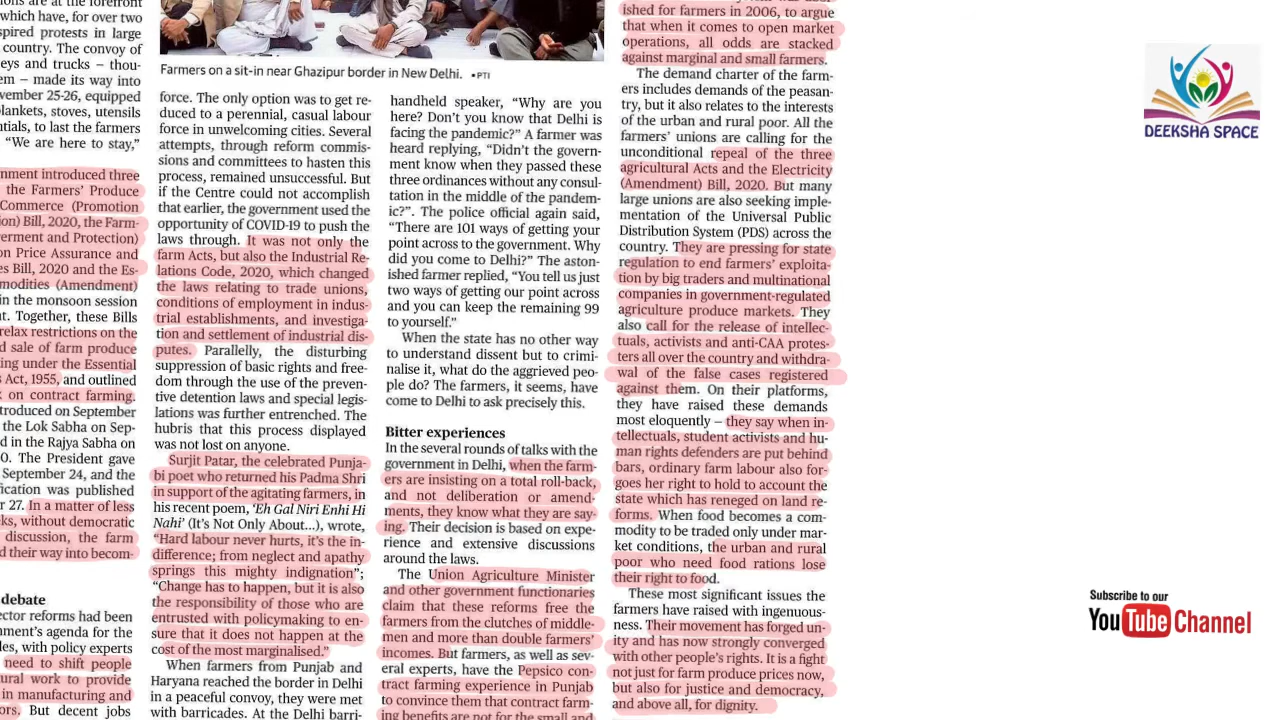 ons are at the forefront
which have, for over two
spired protests in large
country. The convoy of
eys and trucks – thou-
em – made its way into
vember 25-26, equipped
blankets, stoves, utensils
ntials, to last the farmers
“We are here to stay,”
nment introduced three
the Farmers’ Produce
Commerce (Promotion
ion) Bill, 2020, the Farm-
erment and Protection)
on Price Assurance and
es Bill, 2020 and the Es-
modities (Amendment)
in the monsoon session
t. Together, these Bills
relax restrictions on the
d sale of farm produce
ing under the Essential
s Act, 1955, and outlined
k on contract farming.
troduced on September
the Lok Sabha on Sep-
d in the Rajya Sabha on
0. The President gave
September 24, and the
fication was published
r 27. In a matter of less
ks, without democratic
discussion, the farm
d their way into becom-
debate
ector reforms had been
nment’s agenda for the
les, with policy experts
need to shift people
ural work to provide
in manufacturing and
ors. But decent jobs
Farmers on a sit-in near Ghazipur border in New Delhi. •PTI
force. The only option was to get re-
duced to a perennial, casual labour
force in unwelcoming cities. Several
attempts, through reform commis-
sions and committees to hasten this
process, remained unsuccessful. But
if the Centre could not accomplish
that earlier, the government used the
opportunity of COVID-19 to push the
laws through. It was not only the
farm Acts, but also the Industrial Re-
lations Code, 2020, which changed
the laws relating to trade unions,
conditions of employment in indus-
trial establishments, and investiga-
tion and settlement of industrial dis-
putes. Parallelly, the disturbing
suppression of basic rights and free-
dom through the use of the preven-
tive detention laws and special legis-
lations was further entrenched. The
hubris that this process displayed
was not lost on anyone.
Surjit Patar, the celebrated Punja-
bi poet who returned his Padma Shri
in support of the agitating farmers, in
his recent poem, ‘Eh Gal Niri Enhi Hi
Nahi’ (It’s Not Only About...), wrote,
“Hard labour never hurts, it’s the in-
difference; from neglect and apathy
springs this mighty indignation”;
“Change has to happen, but it is also
the responsibility of those who are
entrusted with policymaking to en-
sure that it does not happen at the
cost of the most marginalised.”
When farmers from Punjab and
Haryana reached the border in Delhi
in a peaceful convoy, they were met
with barricades. At the Delhi barri-
handheld speaker, “Why are you
here? Don’t you know that Delhi is
facing the pandemic?” A farmer was
heard replying, “Didn’t the govern-
ment know when they passed these
three ordinances without any consul-
tation in the middle of the pandem-
ic?”. The police official again said,
“There are 101 ways of getting your
point across to the government. Why
did you come to Delhi?” The aston-
ished farmer replied, “You tell us just
two ways of getting our point across
and you can keep the remaining 99
to yourself.”
When the state has no other way
to understand dissent but to crimi-
nalise it, what do the aggrieved peo-
ple do? The farmers, it seems, have
come to Delhi to ask precisely this.
Bitter experiences
In the several rounds of talks with the
government in Delhi, when the farm-
ers are insisting on a total roll-back,
and not deliberation or amend-
ments, they know what they are say-
ing. Their decision is based on expe-
rience and extensive discussions
around the laws.
The Union Agriculture Minister
and other government functionaries
claim that these reforms free the
farmers from the clutches of middle-
men and more than double farmers’
incomes. But farmers, as well as sev-
eral experts, have the Pepsico con-
tract farming experience in Punjab
to convince them that contract farm-
ing benefits are not for the small and
ished for farmers in 2006, to argue
that when it comes to open market
operations, all odds are stacked
against marginal and small farmers.
The demand charter of the farm-
ers includes demands of the peasan-
try, but it also relates to the interests
of the urban and rural poor. All the
farmers’ unions are calling for the
unconditional repeal of the three
agricultural Acts and the Electricity
(Amendment) Bill, 2020. But many
large unions are also seeking imple-
mentation of the Universal Public
Distribution System (PDS) across the
country. They are pressing for state
regulation to end farmers’ exploita-
tion by big traders and multinational
companies in government-regulated
agriculture produce markets. They
also call for the release of intellec-
tuals, activists and anti-CAA protes-
ters all over the country and withdra-
wal of the false cases registered
against them. On their platforms,
they have raised these demands
most eloquently – they say when in-
tellectuals, student activists and hu-
man rights defenders are put behind
bars, ordinary farm labour also for-
goes her right to hold to account the
state which has reneged on land re-
forms. When food becomes a com-
modity to be traded only under mar-
ket conditions, the urban and rural
poor who need food rations lose
their right to food.
These most significant issues the
farmers have raised with ingenuous-
ness. Their movement has forged un-
ity and has now strongly converged
with other people’s rights. It is a fight
not just for farm produce prices now,
but also for justice and democracy,
and above all, for dignity.
DEEKSHA SPACE
Subscribe to our
YouTube Channel